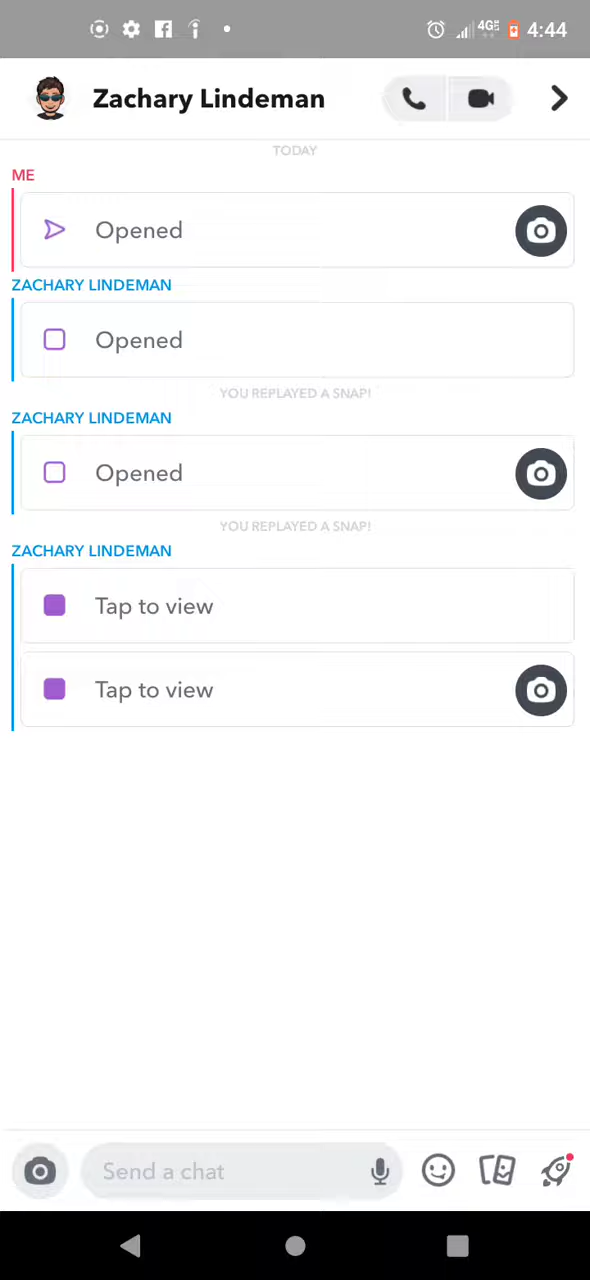 4G 4:44
Zachary Lindeman
TODAY
ME
Opened
ZACHARY LINDEMAN
Opened
YOU REPLAYED A SNAP!
ZACHARY LINDEMAN
Opened
YOU REPLAYED A SNAP!
ZACHARY LINDEMAN
Tap to view
Tap to view
Send a chat